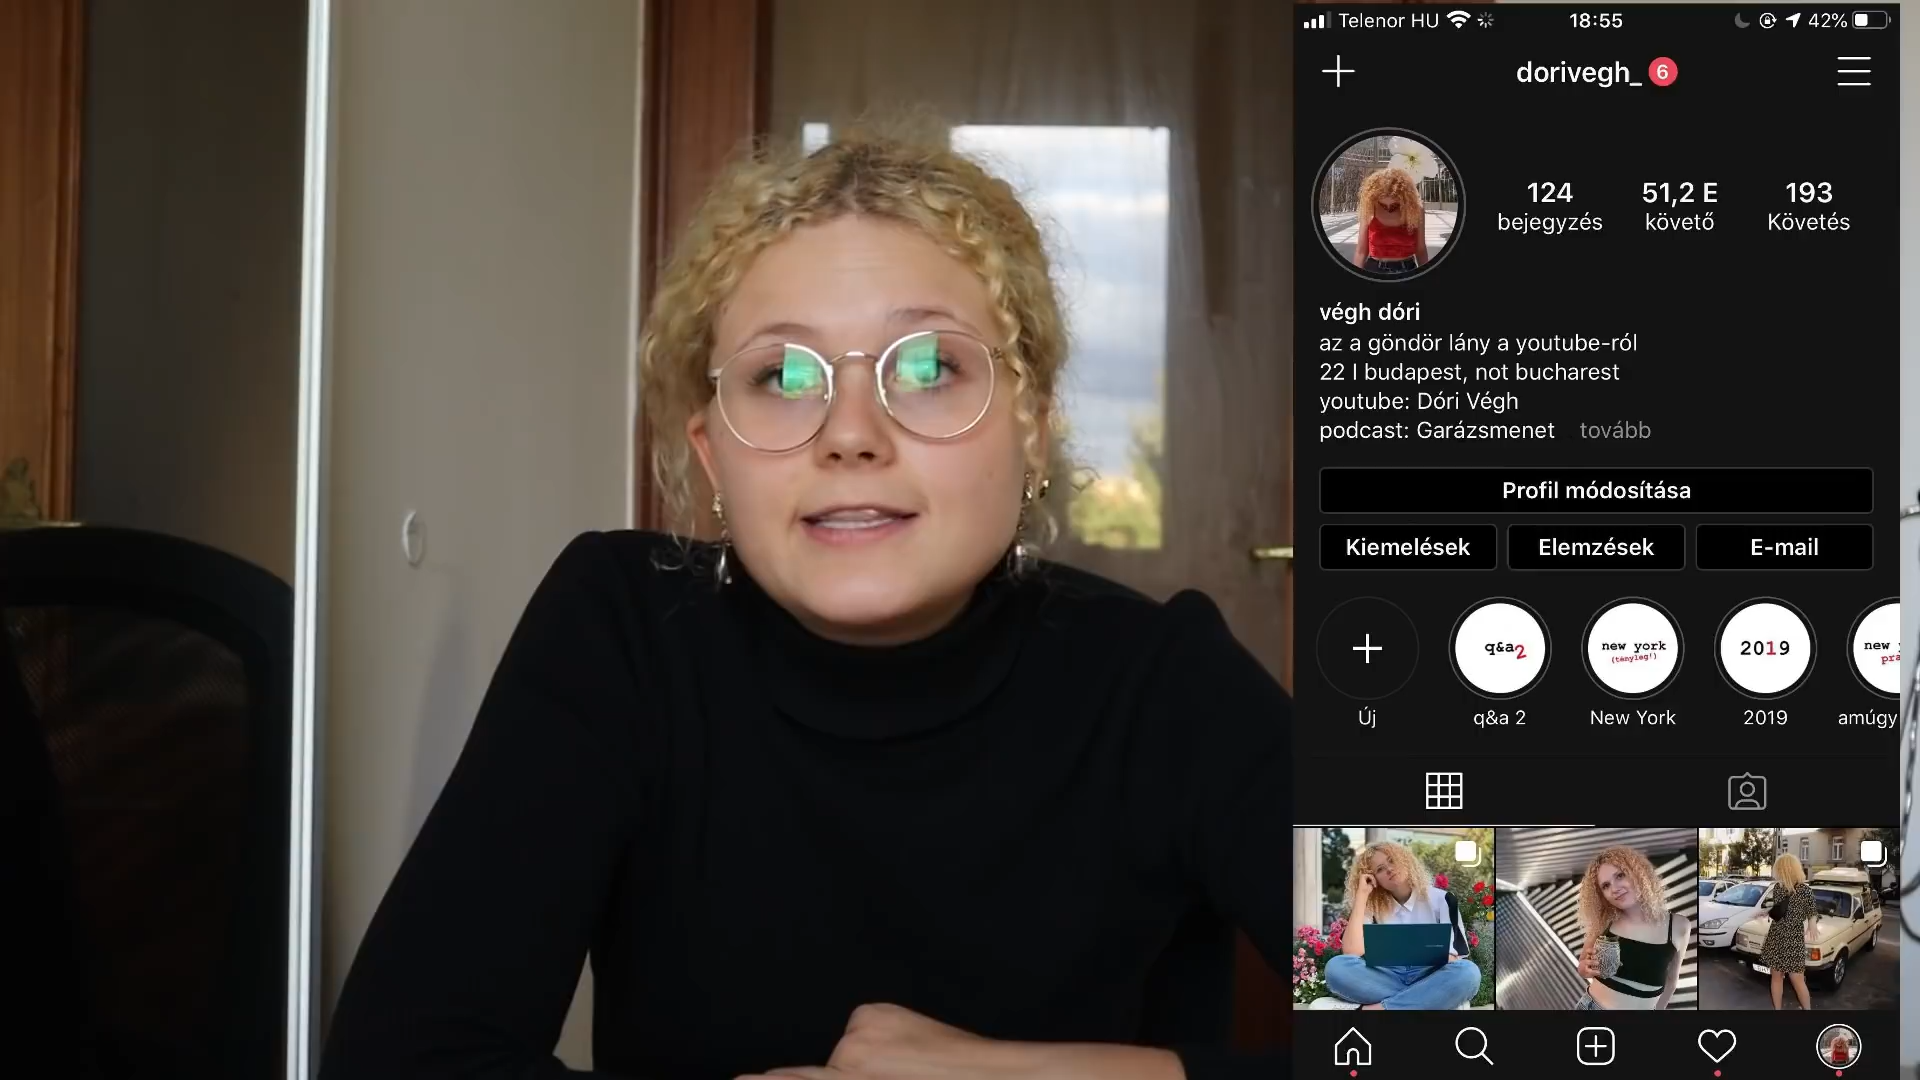 Telenor HU
18:55
42%
dorivegh_ 6
124
51,2 E
193
bejegyzés
követő
Követés
végh dóri
az a göndör lány a youtube-ról
22 I budapest, not bucharest
youtube: Dóri Végh
podcast: Garázsmenet tovább
Profil módosítása
Kiemelések
Elemzések
E-mail
q&a2
new york
(tényleg!)
2019
new
pra
Új
q&a 2
New York
2019
amúgy